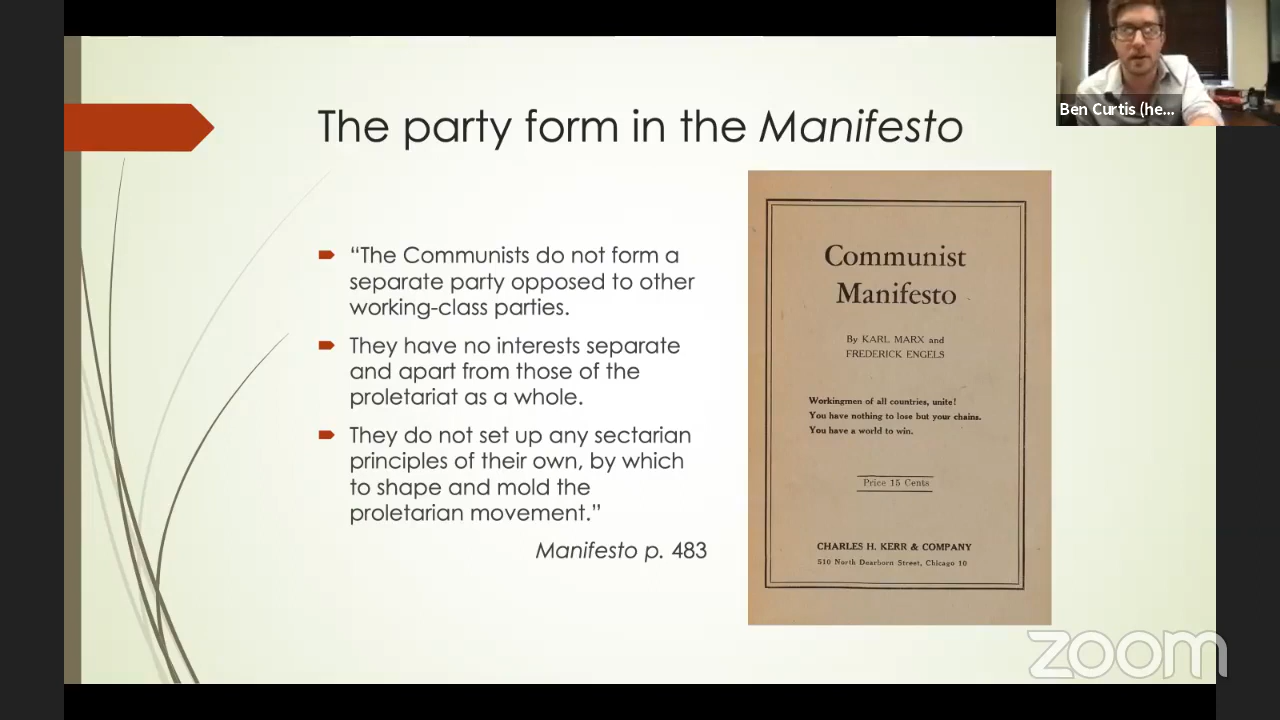 Ben Curtis (he...
The party form in the Manifesto
“The Communists do not form a
separate party opposed to other
working-class parties.
They have no interests separate
and apart from those of the
proletariat as a whole.
They do not set up any sectarian
principles of their own, by which
to shape and mold the
proletarian movement.”
Manifesto p. 483
Communist
Manifesto
By KARL MARX and
FREDERICK ENGELS
Workingmen of all countries, unite!
You have nothing to lose but your chains.
You have a world to win.
Price 15 Cents
CHARLES H. KERR & COMPANY
510 North Dearborn Street, Chicago 10
zoom